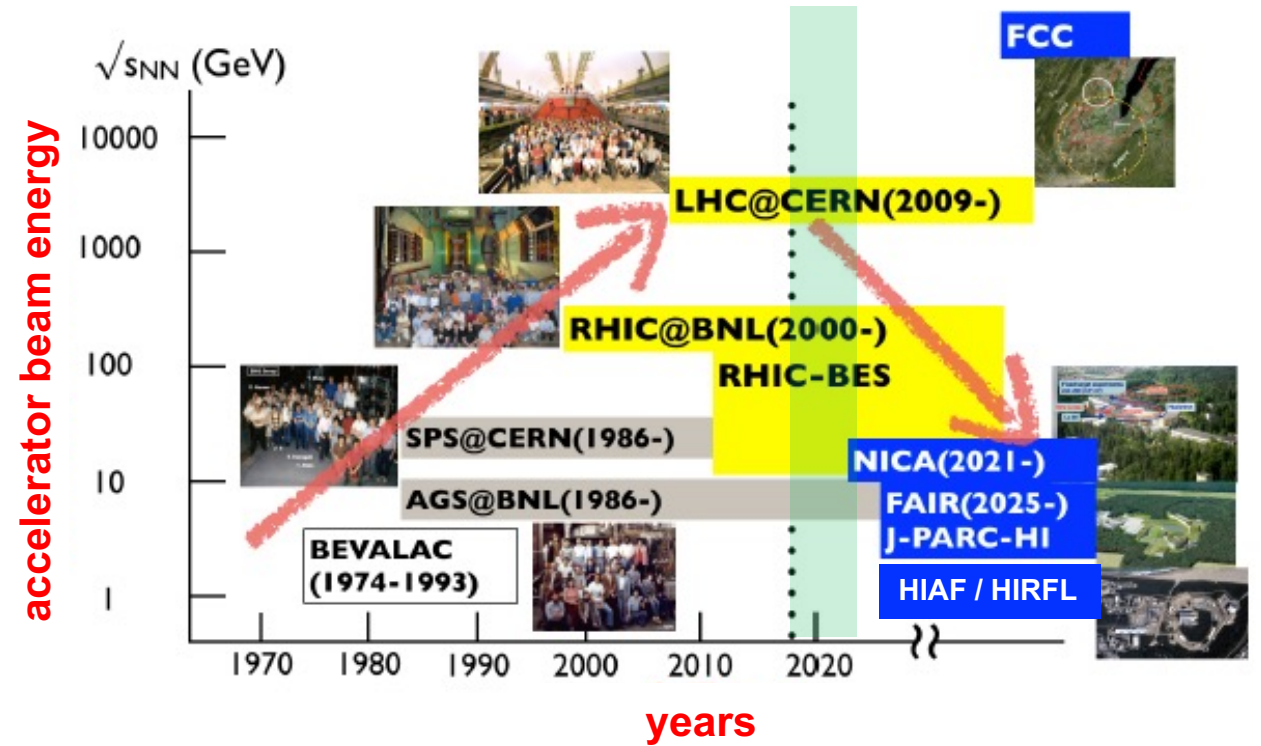 √sNN (GeV)
FCC
accelerator beam energy
10000
1000
100
10
1
LHC@CERN(2009-)
RHIC@BNL(2000-)
RHIC-BES
SPS@CERN(1986-)
NICA(2021-)
AGS@BNL(1986-)
FAIR(2025-)
J-PARC-HI
BEVALAC
(1974-1993)
HIAF / HIRFL
1970
1980
1990
2000
2010
2020
years